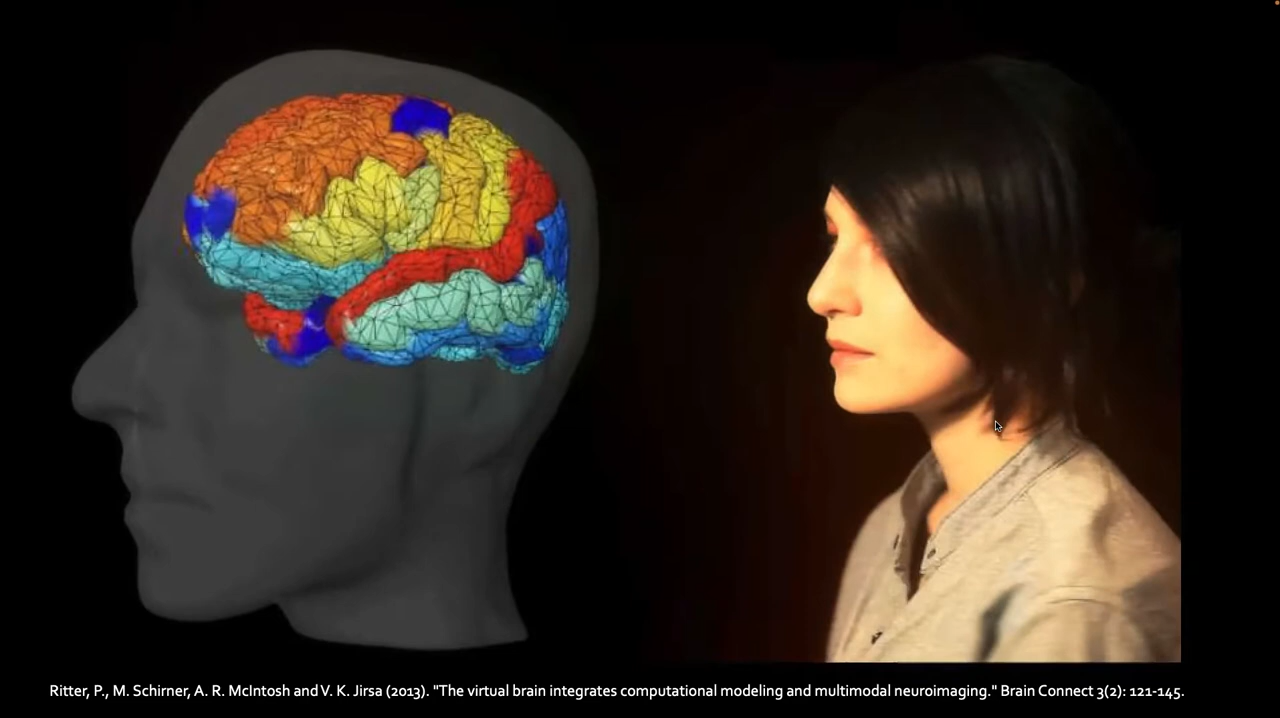 Ritter, P., M. Schirner, A. R. McIntosh and V. K. Jirsa (2013). "The virtual brain integrates computational modeling and multimodal neuroimaging." Brain Connect 3(2): 121-145.